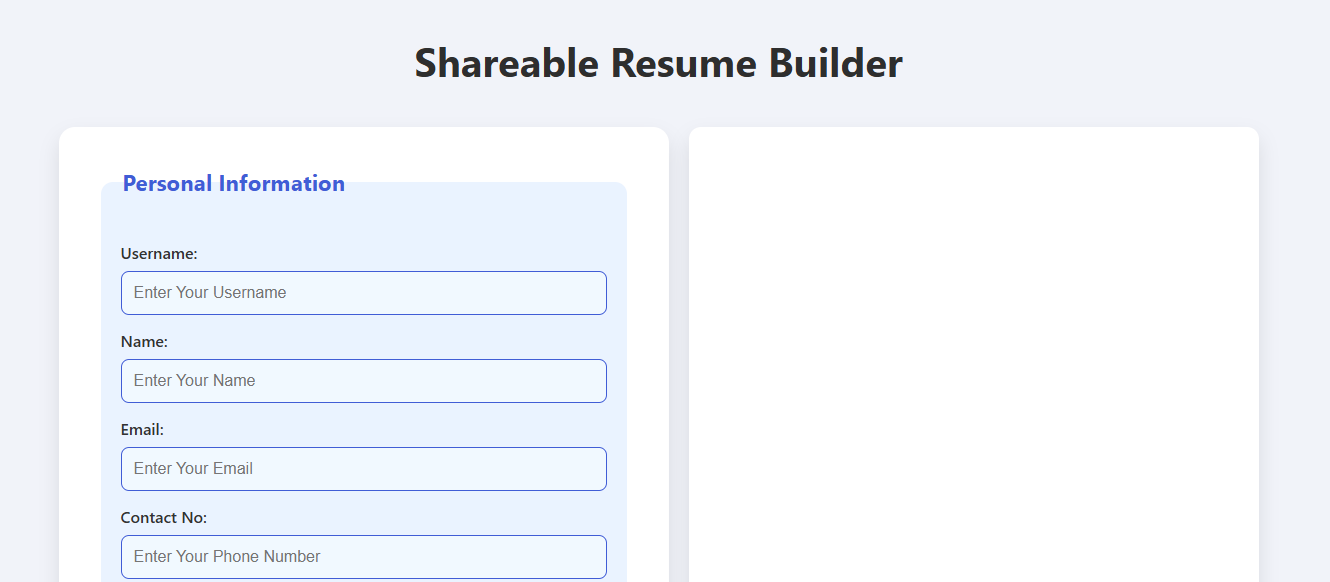 Shareable Resume Builder
Personal Information
Username:
Enter Your Username
Name:
Enter Your Name
Email:
Enter Your Email
Contact No:
Enter Your Phone Number